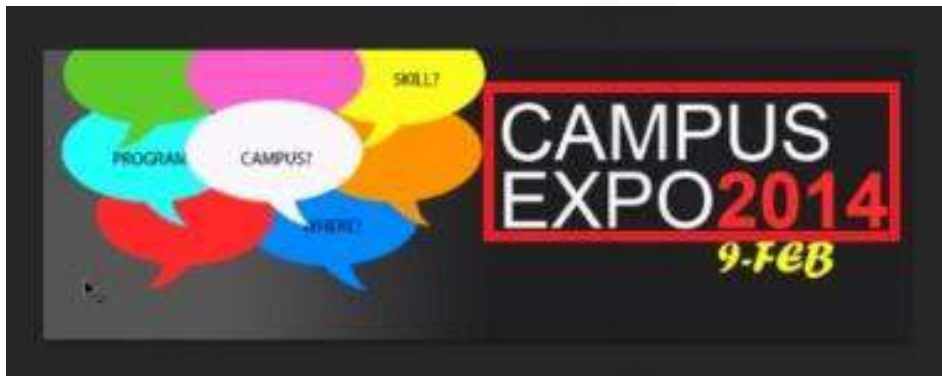 SKILL?
PROGRAM
CAMPUS?
WHERE?
CAMPUS
EXPO2014
9-FEB